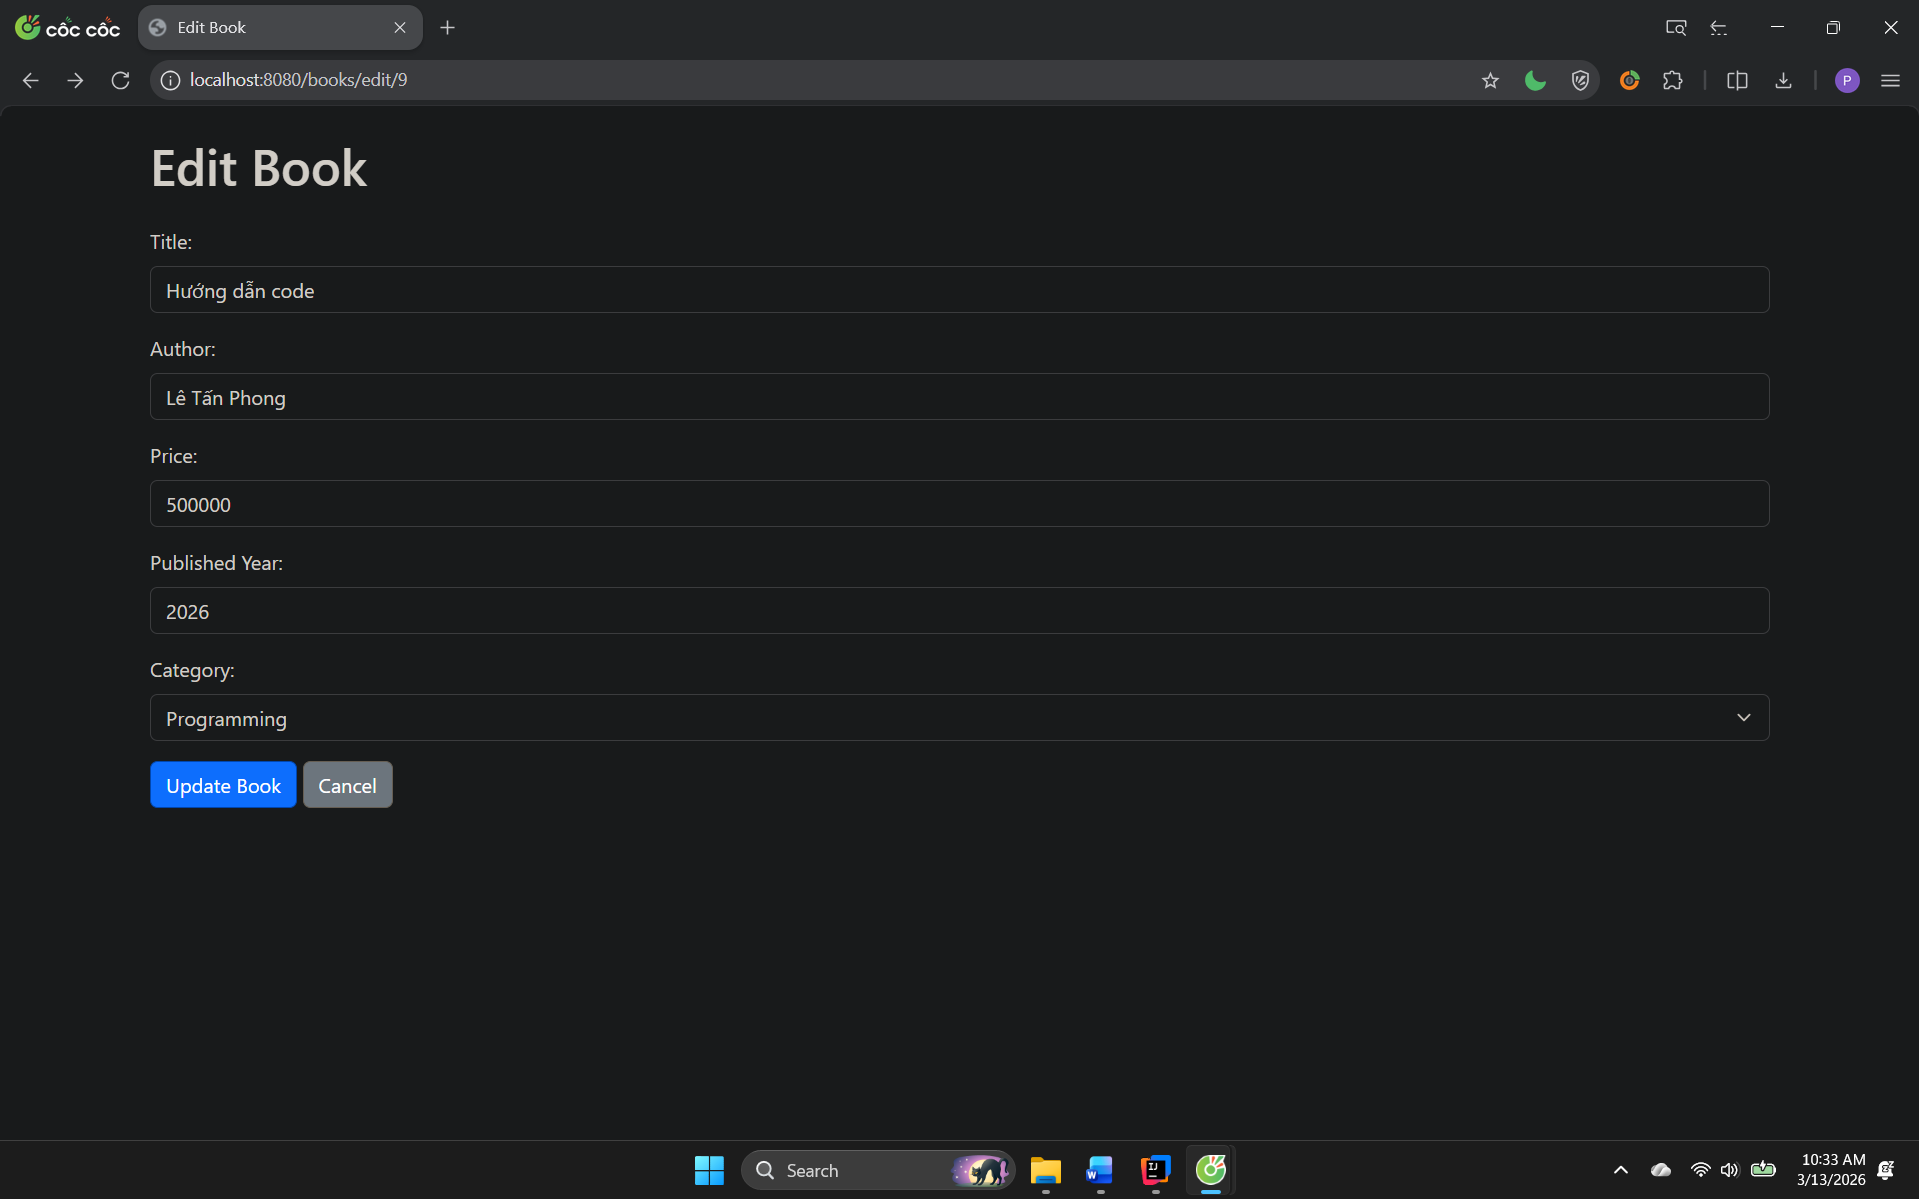 cốc cốc
Edit Book
localhost:8080/books/edit/9
P
Edit Book
Title:
Hướng dẫn code
Author:
Lê Tấn Phong
Price:
500000
Published Year:
2026
Category:
Programming
Update Book
Cancel
Search
W
IJ
10:33 AM
3/13/2026